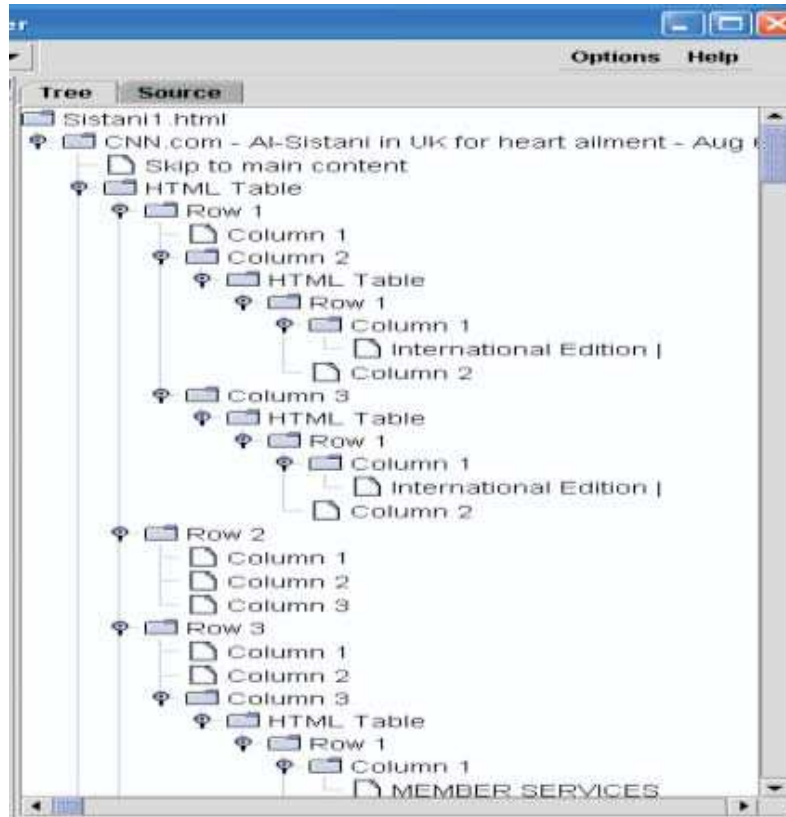 er
Options Help
Tree Source
Sistani1.html
CNN.com - Al-Sistani in UK for heart ailment - Aug
Skip to main content
HTML Table
Row 1
Column 1
Column 2
HTML Table
Row 1
Column 1
International Edition |
Column 2
Column 3
HTML Table
Row 1
Column 1
International Edition |
Column 2
Row 2
Column 1
Column 2
Column 3
Row 3
Column 1
Column 2
Column 3
HTML Table
Row 1
Column 1
MEMBER SERVICES